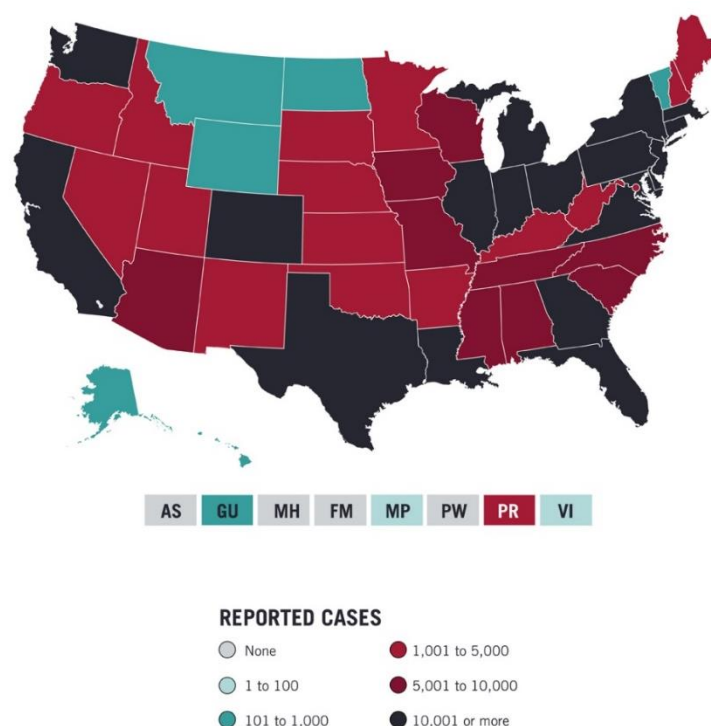 AS GU MH FM MP PW PR VI
REPORTED CASES
None
1,001 to 5,000
1 to 100
5,001 to 10,000
101 to 1,000
10,001 or more